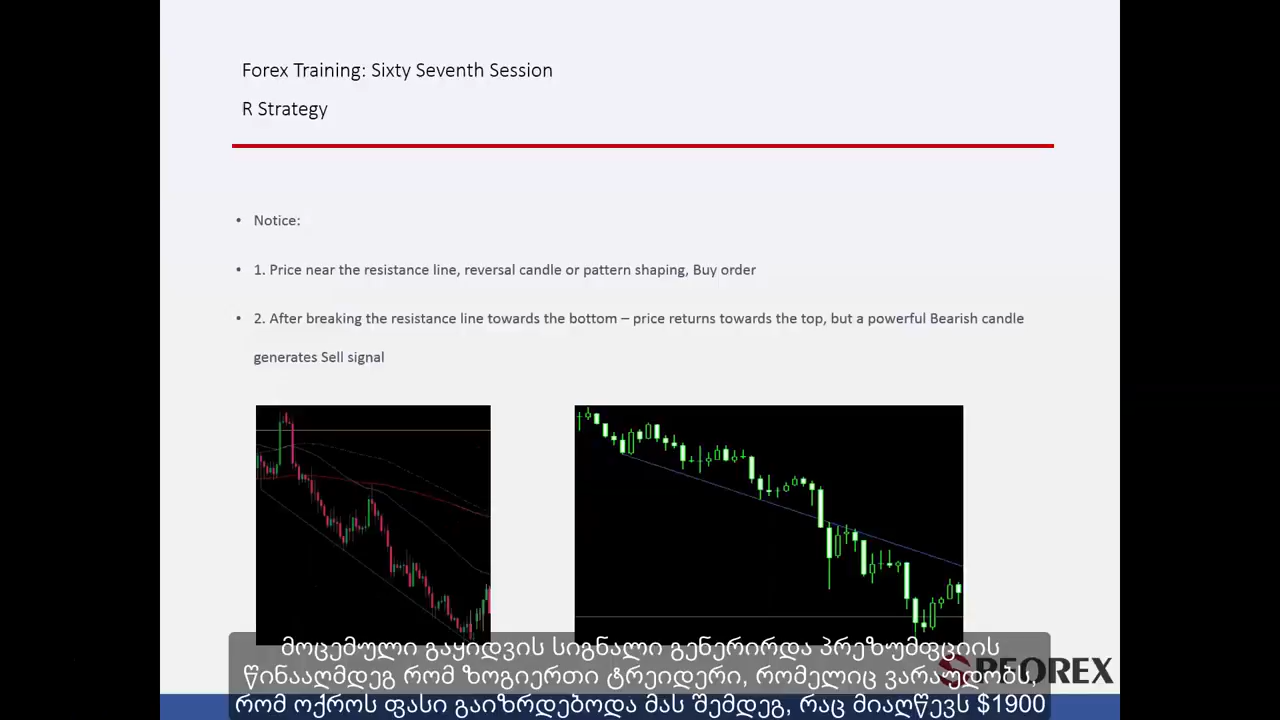 Forex Training: Sixty Seventh Session
R Strategy
• Notice:
• 1. Price near the resistance line, reversal candle or pattern shaping, Buy order
• 2. After breaking the resistance line towards the bottom – price returns towards the top, but a powerful Bearish candle
generates Sell signal
მოცემული გაყიდვის სიგნალი გენერირდა პრეზუმფციის
წინააღმდეგ რომ ზოგიერთი ტრეიდერი, რომელიც ვარაუდობს,
რომ ოქროს ფასი გაიზრდებოდა მას შემდეგ, რაც მიაღწევს $1900
PFOREX